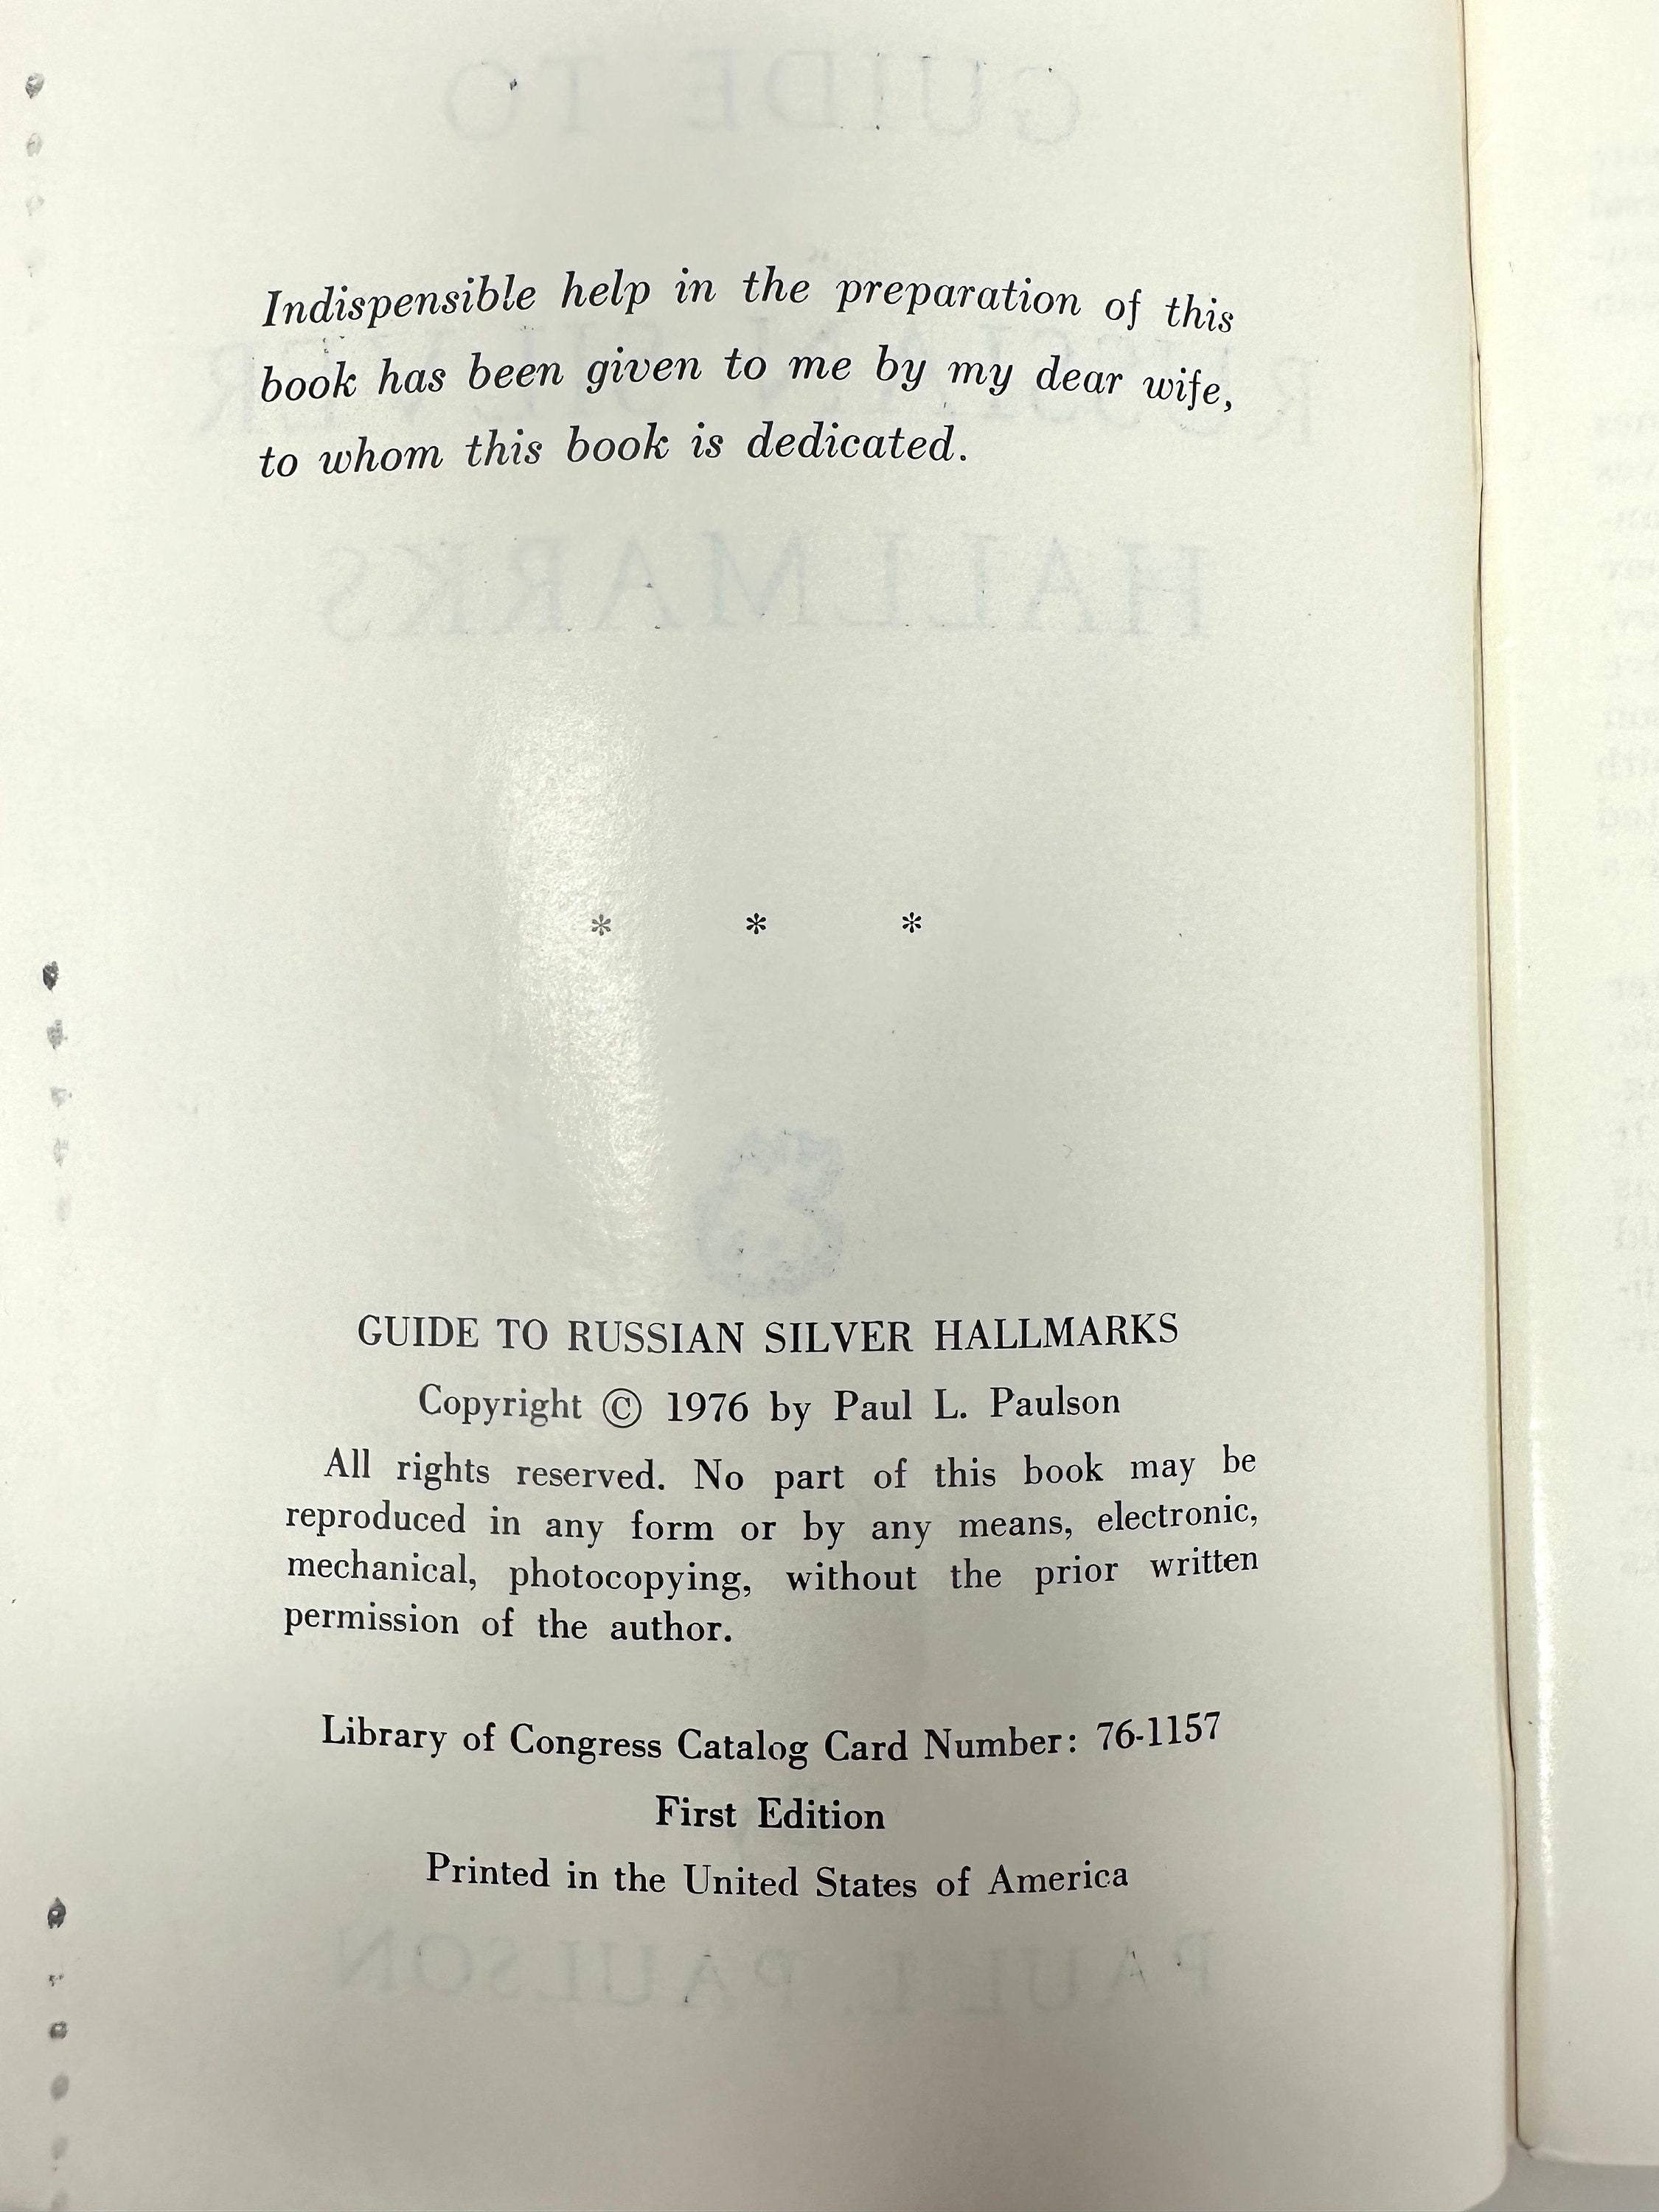 Indispensible help in the preparation of this
book has been given to me by my dear wife,
to whom this book is dedicated.
* * *
GUIDE TO RUSSIAN SILVER HALLMARKS
Copyright © 1976 by Paul L. Paulson
All rights reserved. No part of this book may be
reproduced in any form or by any means, electronic,
mechanical, photocopying, without the prior written
permission of the author.
Library of Congress Catalog Card Number: 76-1157
First Edition
Printed in the United States of America